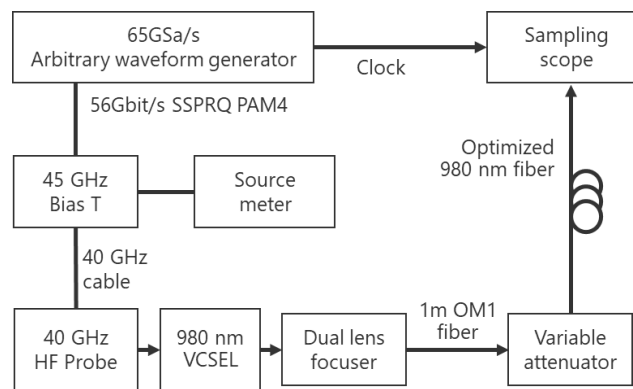 65GSa/s
Arbitrary waveform generator
Clock
Sampling
scope
56Gbit/s SSPRQ PAM4
45 GHz
Bias T
Source
meter
Optimized
980 nm fiber
40 GHz
cable
40 GHz
HF Probe
980 nm
VCSEL
Dual lens
focuser
1m OM1
fiber
Variable
attenuator